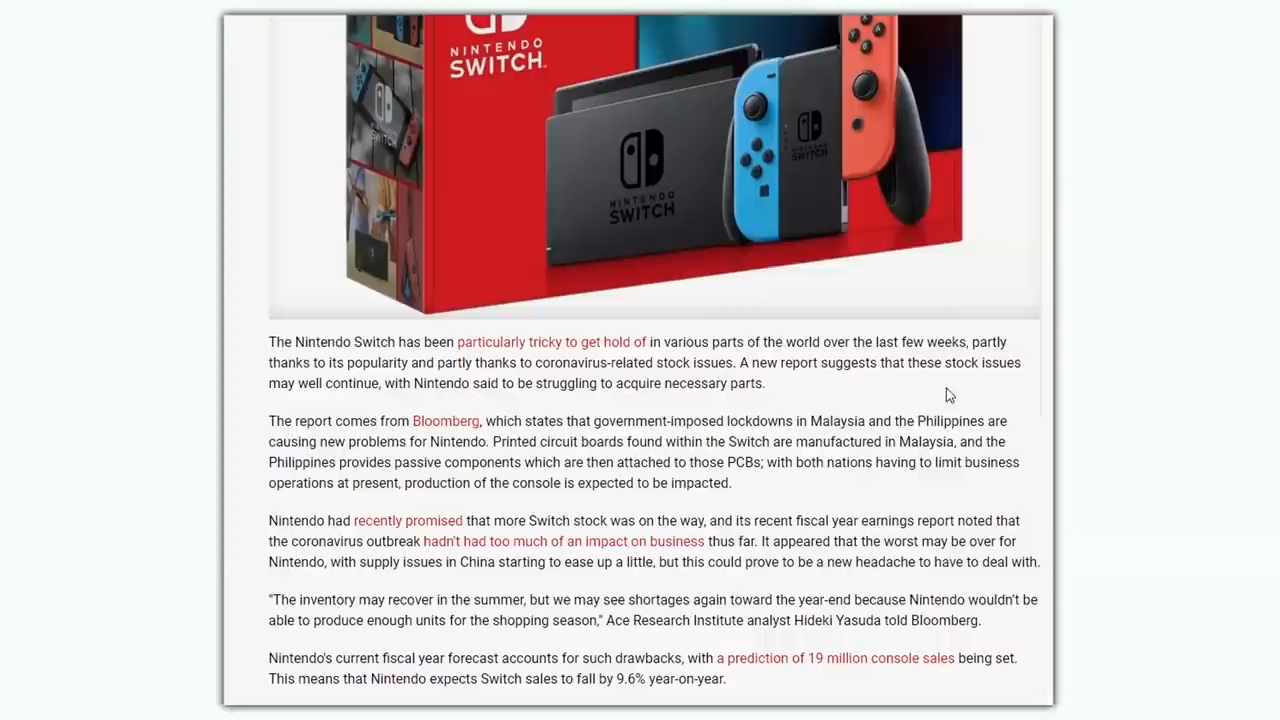 NINTENDO
SWITCH
SWITCH
NINTENDO
SWITCH
NINTENDO
SWITCH
The Nintendo Switch has been particularly tricky to get hold of in various parts of the world over the last few weeks, partly
thanks to its popularity and partly thanks to coronavirus-related stock issues. A new report suggests that these stock issues
may well continue, with Nintendo said to be struggling to acquire necessary parts.
The report comes from Bloomberg, which states that government-imposed lockdowns in Malaysia and the Philippines are
causing new problems for Nintendo. Printed circuit boards found within the Switch are manufactured in Malaysia, and the
Philippines provides passive components which are then attached to those PCBs; with both nations having to limit business
operations at present, production of the console is expected to be impacted.
Nintendo had recently promised that more Switch stock was on the way, and its recent fiscal year earnings report noted that
the coronavirus outbreak hadn't had too much of an impact on business thus far. It appeared that the worst may be over for
Nintendo, with supply issues in China starting to ease up a little, but this could prove to be a new headache to have to deal with.
"The inventory may recover in the summer, but we may see shortages again toward the year-end because Nintendo wouldn't be
able to produce enough units for the shopping season," Ace Research Institute analyst Hideki Yasuda told Bloomberg.
Nintendo's current fiscal year forecast accounts for such drawbacks, with a prediction of 19 million console sales being set.
This means that Nintendo expects Switch sales to fall by 9.6% year-on-year.